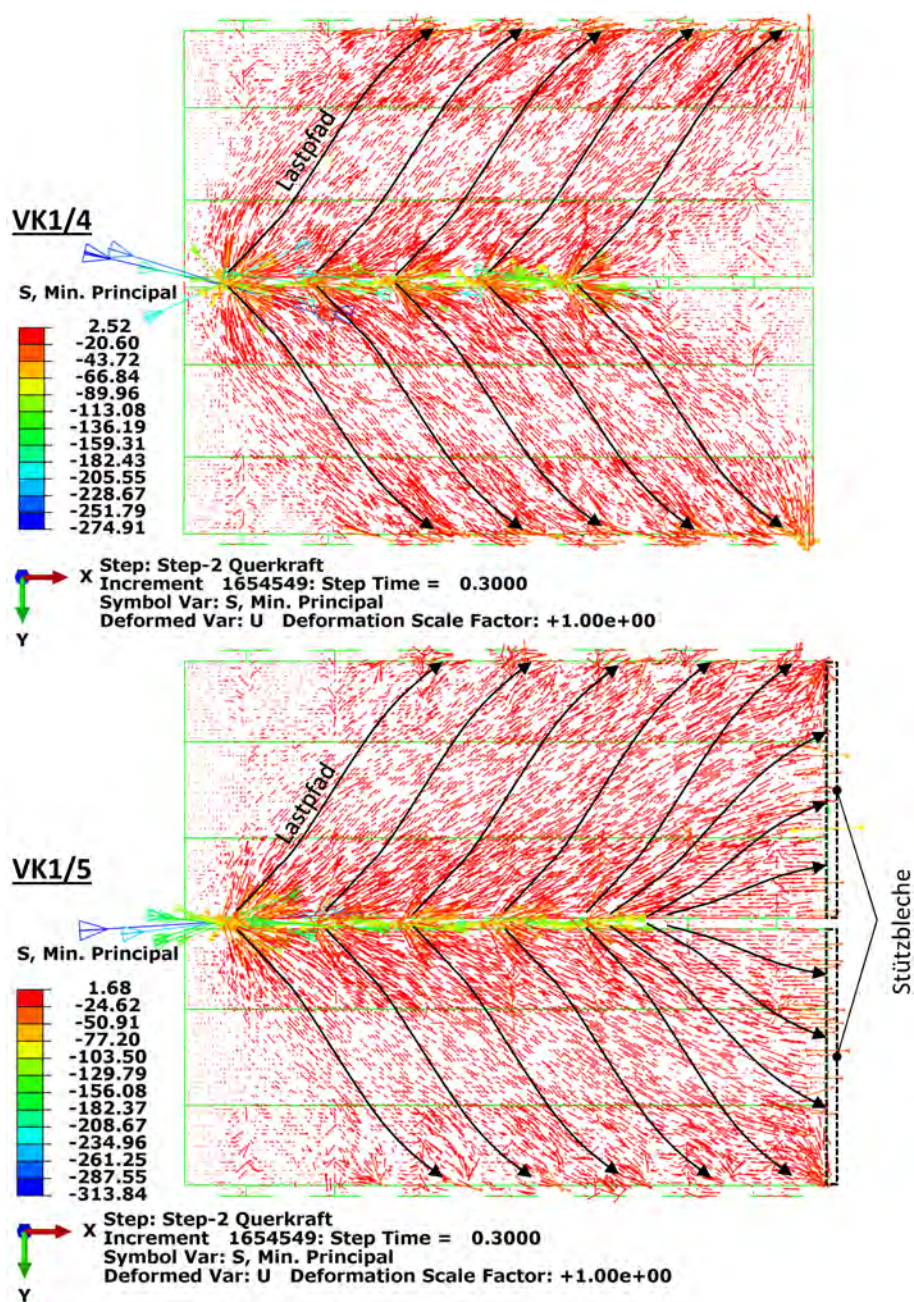 Lastpfad
VK1/4
S, Min. Principal
2.52
-20.60
-43.72
-66.84
-89.96
-113.08
-136.19
-159.31
-182.43
-205.55
-228.67
-251.79
-274.91
X
Y
Step: Step-2 Querkraft
Increment 1654549: Step Time = 0.3000
Symbol Var: S, Min. Principal
Deformed Var: U Deformation Scale Factor: +1.00e+00
Lastpfad
VK1/5
S, Min. Principal
1.68
-24.62
-50.91
-77.20
-103.50
-129.79
-156.08
-182.37
-208.67
-234.96
-261.25
-287.55
-313.84
Stützbleche
X
Y
Step: Step-2 Querkraft
Increment 1654549: Step Time = 0.3000
Symbol Var: S, Min. Principal
Deformed Var: U Deformation Scale Factor: +1.00e+00